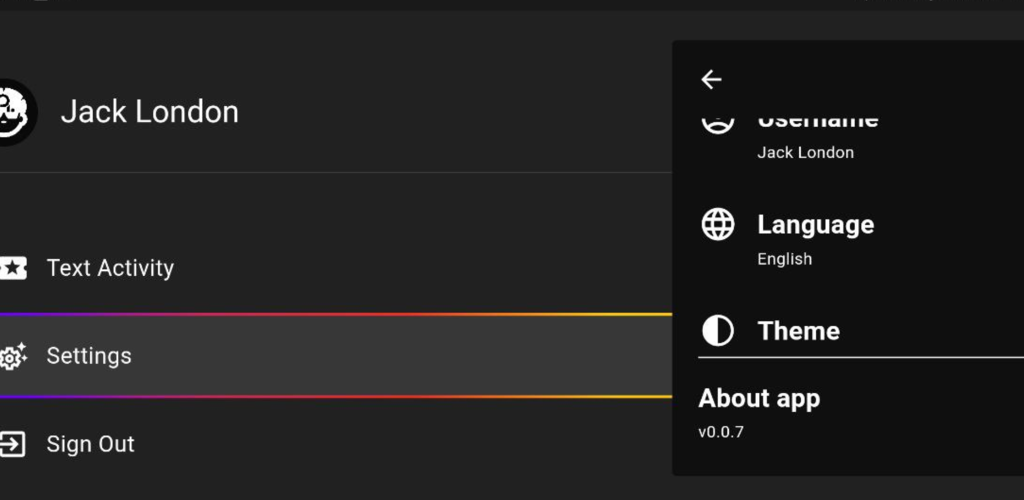 Jack London
Text Activity
Settings
Sign Out
Username
Jack London
Language
English
Theme
About app
v0.0.7